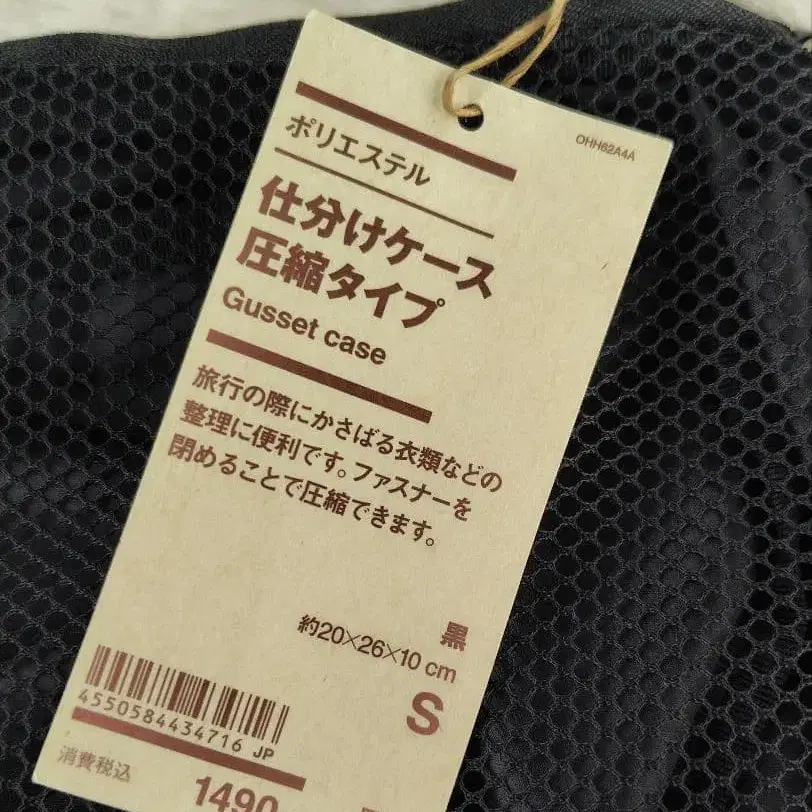 OHH62A4A
ポリエステル
仕分けケース
圧縮タイプ
Gusset case
旅行の際にかさばる衣類などの
整理に便利です。ファスナーを
閉めることで圧縮できます。
黒
約20×26×10 cm
S
4550584434716 JP
消費税込
1490